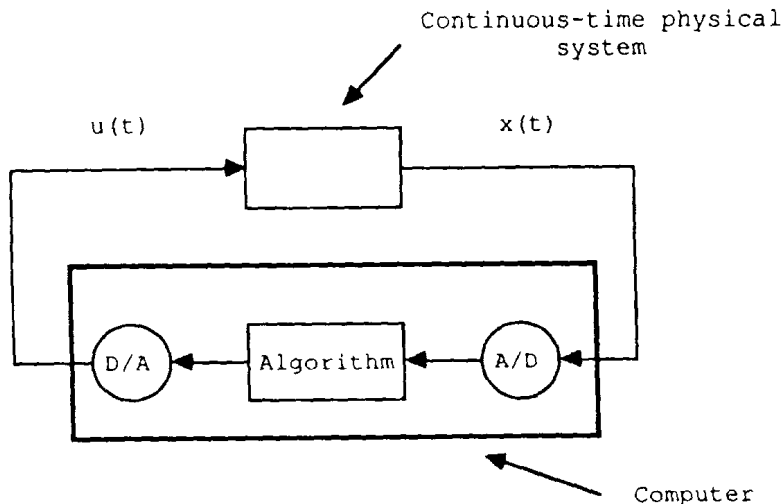 Continuous-time physical
system
u(t)
x(t)
D/A
Algorithm
A/D
Computer